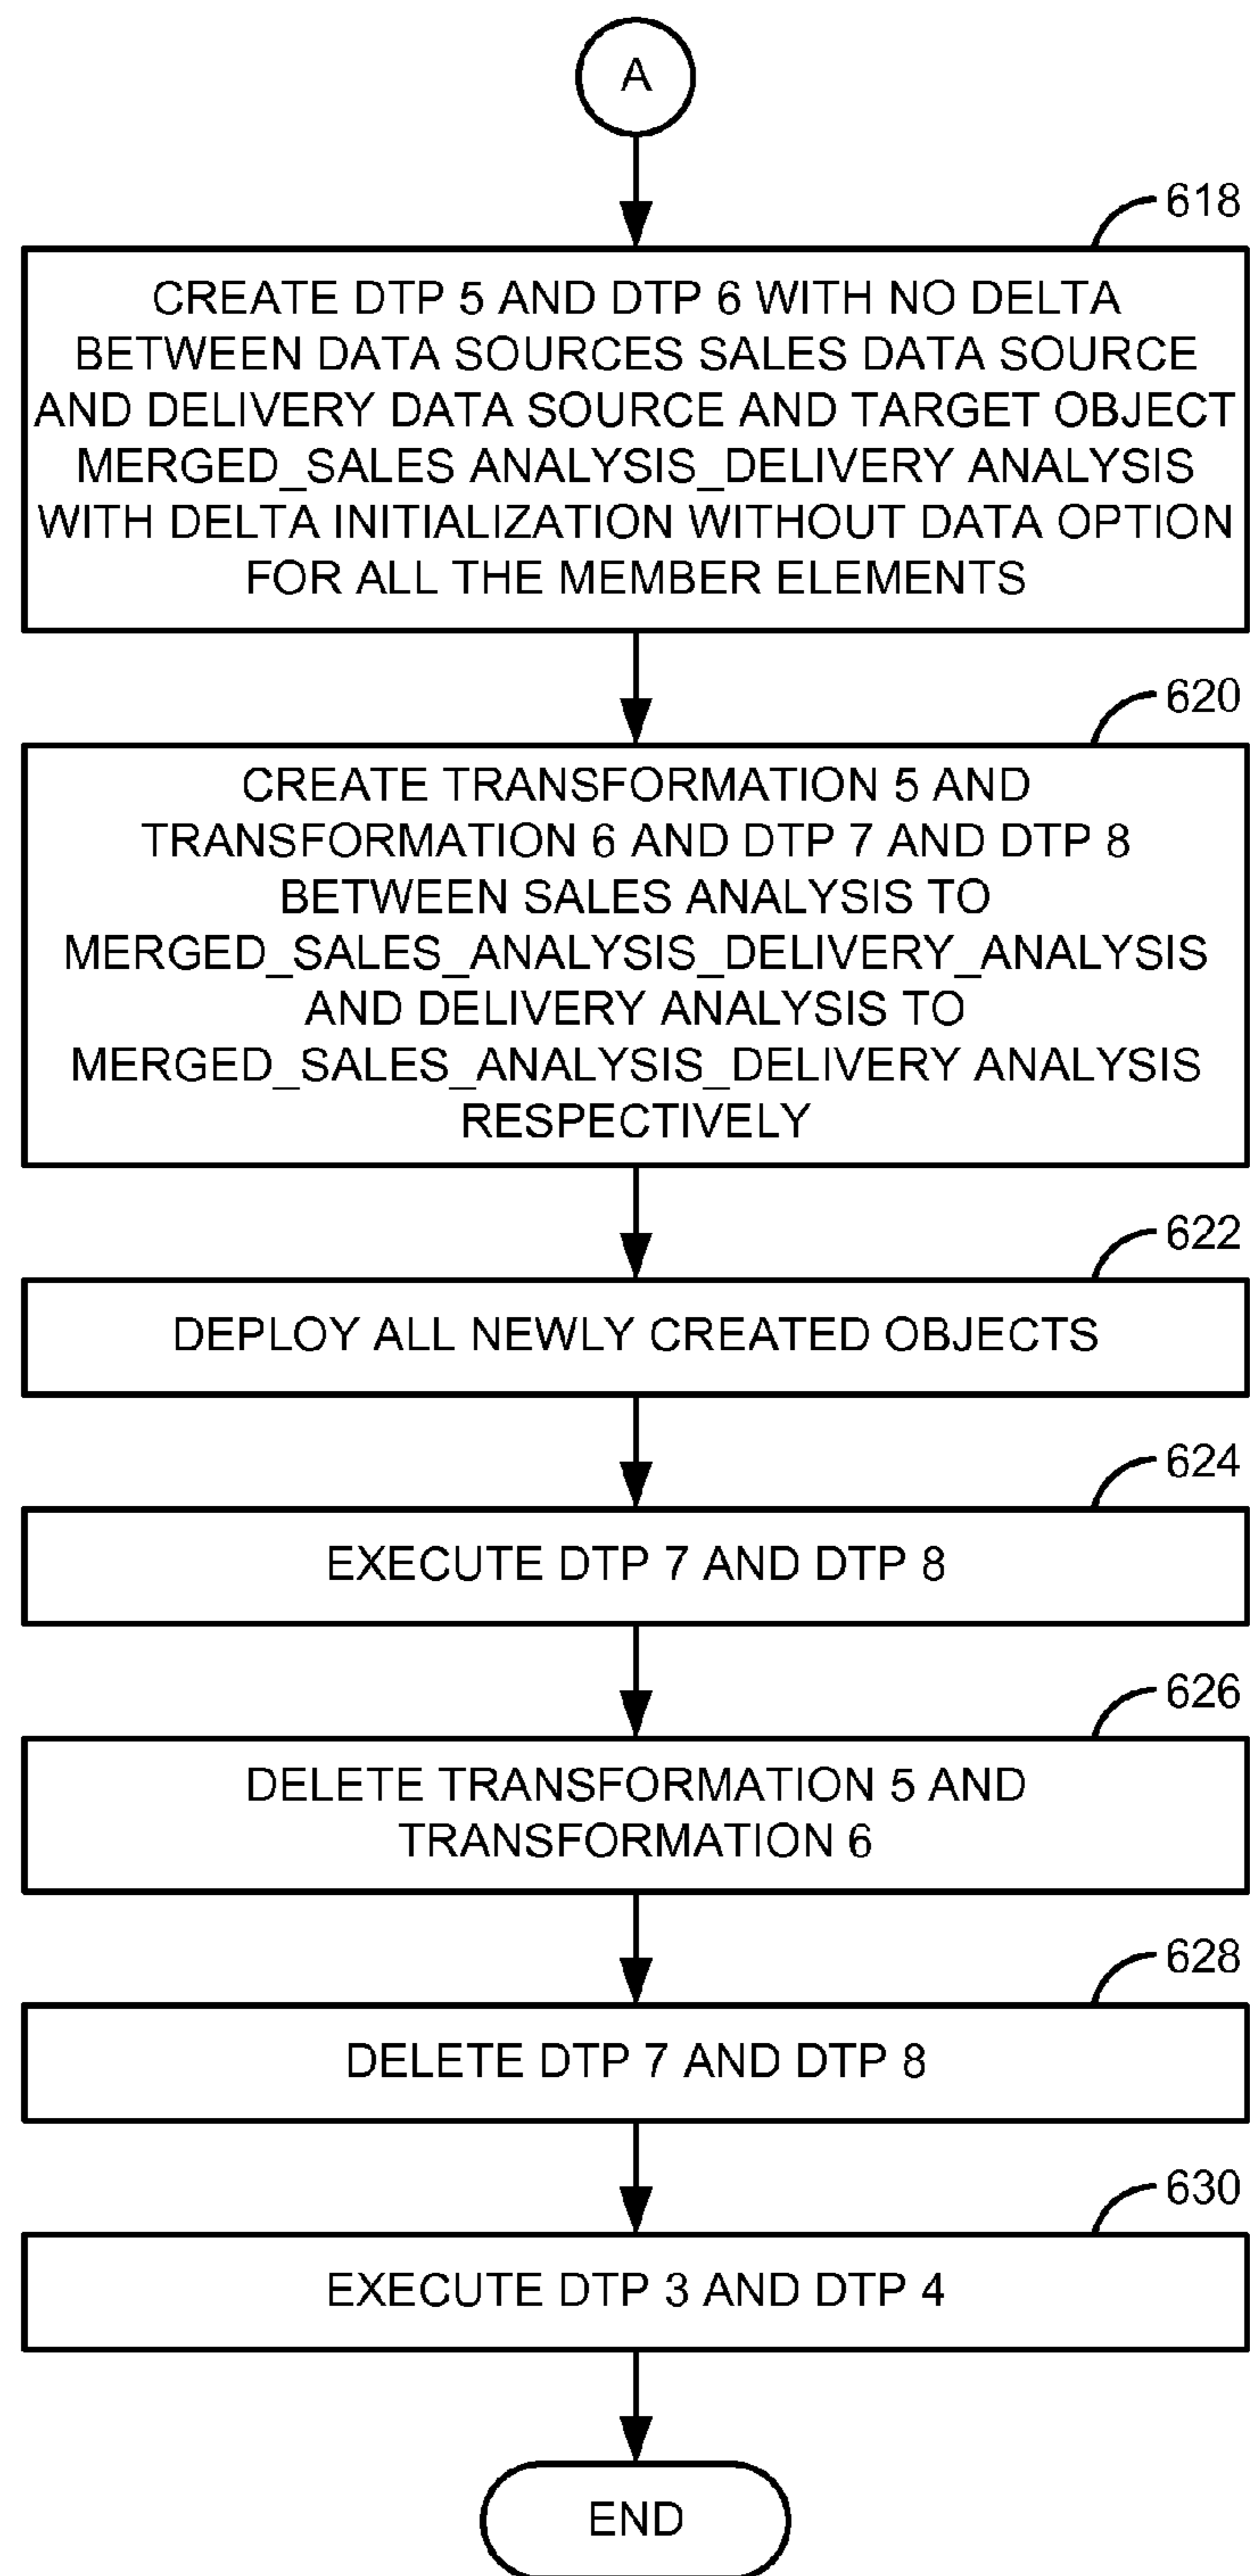 A
618
CREATE DTP 5 AND DTP 6 WITH NO DELTA
BETWEEN DATA SOURCES SALES DATA SOURCE
AND DELIVERY DATA SOURCE AND TARGET OBJECT
MERGED_SALES ANALYSIS_DELIVERY ANALYSIS
WITH DELTA INITIALIZATION WITHOUT DATA OPTION
FOR ALL THE MEMBER ELEMENTS
620
CREATE TRANSFORMATION 5 AND
TRANSFORMATION 6 AND DTP 7 AND DTP 8
BETWEEN SALES ANALYSIS TO
MERGED_SALES_ANALYSIS_DELIVERY_ANALYSIS
AND DELIVERY ANALYSIS TO
MERGED_SALES_ANALYSIS_DELIVERY ANALYSIS
RESPECTIVELY
622
DEPLOY ALL NEWLY CREATED OBJECTS
624
EXECUTE DTP 7 AND DTP 8
626
DELETE TRANSFORMATION 5 AND
TRANSFORMATION 6
628
DELETE DTP 7 AND DTP 8
630
EXECUTE DTP 3 AND DTP 4
END